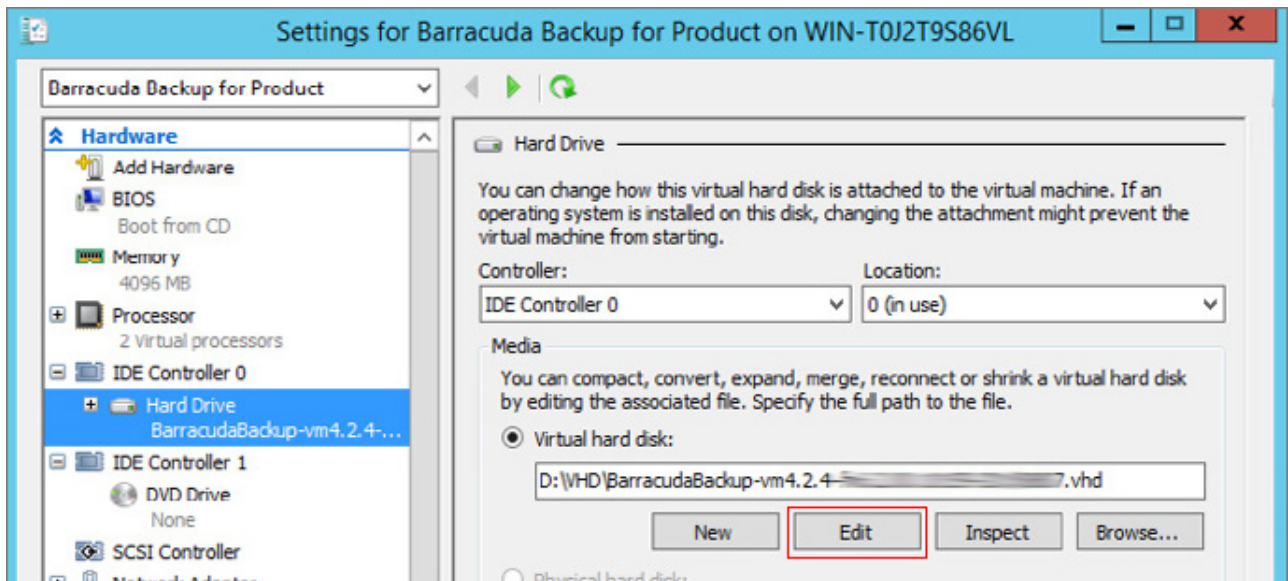 Settings for Barracuda Backup for Product on WIN-T0J2T9S86VL
Barracuda Backup for Product
Hardware
Add Hardware
BIOS
Boot from CD
Memory
4096 MB
Processor
2 Virtual processors
IDE Controller 0
Hard Drive
BarracudaBackup-vm4.2.4-...
IDE Controller 1
DVD Drive
None
SCSI Controller
Network Adapter
Hard Drive
You can change how this virtual hard disk is attached to the virtual machine. If an
operating system is installed on this disk, changing the attachment might prevent the
virtual machine from starting.
Controller:
Location:
IDE Controller 0
0 (in use)
Media
You can compact, convert, expand, merge, reconnect or shrink a virtual hard disk
by editing the associated file. Specify the full path to the file.
Virtual hard disk:
D:\VHD\BarracudaBackup-vm4.2.4- 7.vhd
New
Edit
Inspect
Browse...
Physical hard disk: